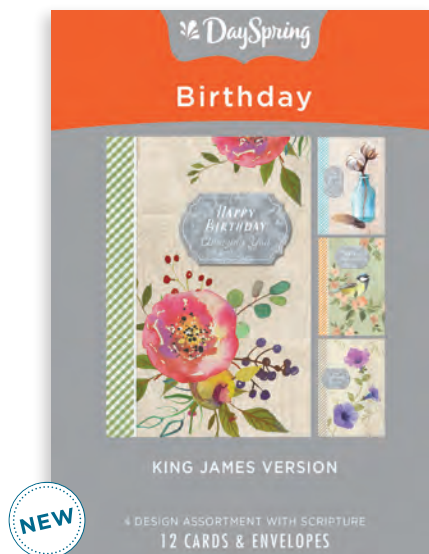 DaySpring
Birthday
HAPPY
BIRTHDAY
KING JAMES VERSION
NEW
4 DESIGN ASSORTMENT WITH SCRIPTURE
12 CARDS & ENVELOPES